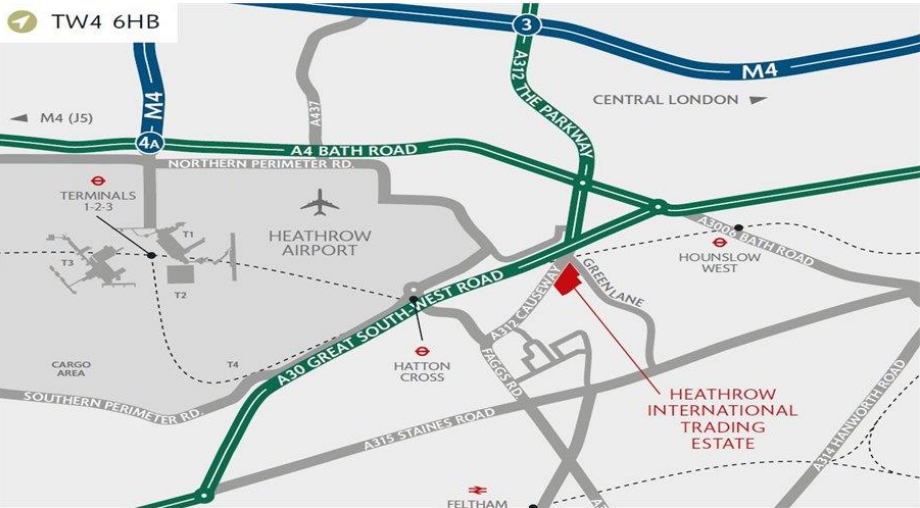 TW4 6HB
3
M4
M4
A312 THE PARKWAY
CENTRAL LONDON
A437
M4 (J5)
4A
A4 BATH ROAD
NORTHERN PERIMETER RD.
TERMINALS
1-2-3
HEATHROW
AIRPORT
T1
T3
T2
A3006 BATH ROAD
HOUNSLOW
WEST
GREEN LANE
A30 GREAT SOUTH-WEST ROAD
A312 CAUSEWAY
HATTON
CROSS
FAGGS RD.
CARGO
AREA
T4
SOUTHERN PERIMETER RD.
HEATHROW
INTERNATIONAL
TRADING
ESTATE
A315 STAINES ROAD
A314 HANWORTH ROAD
FELTHAM